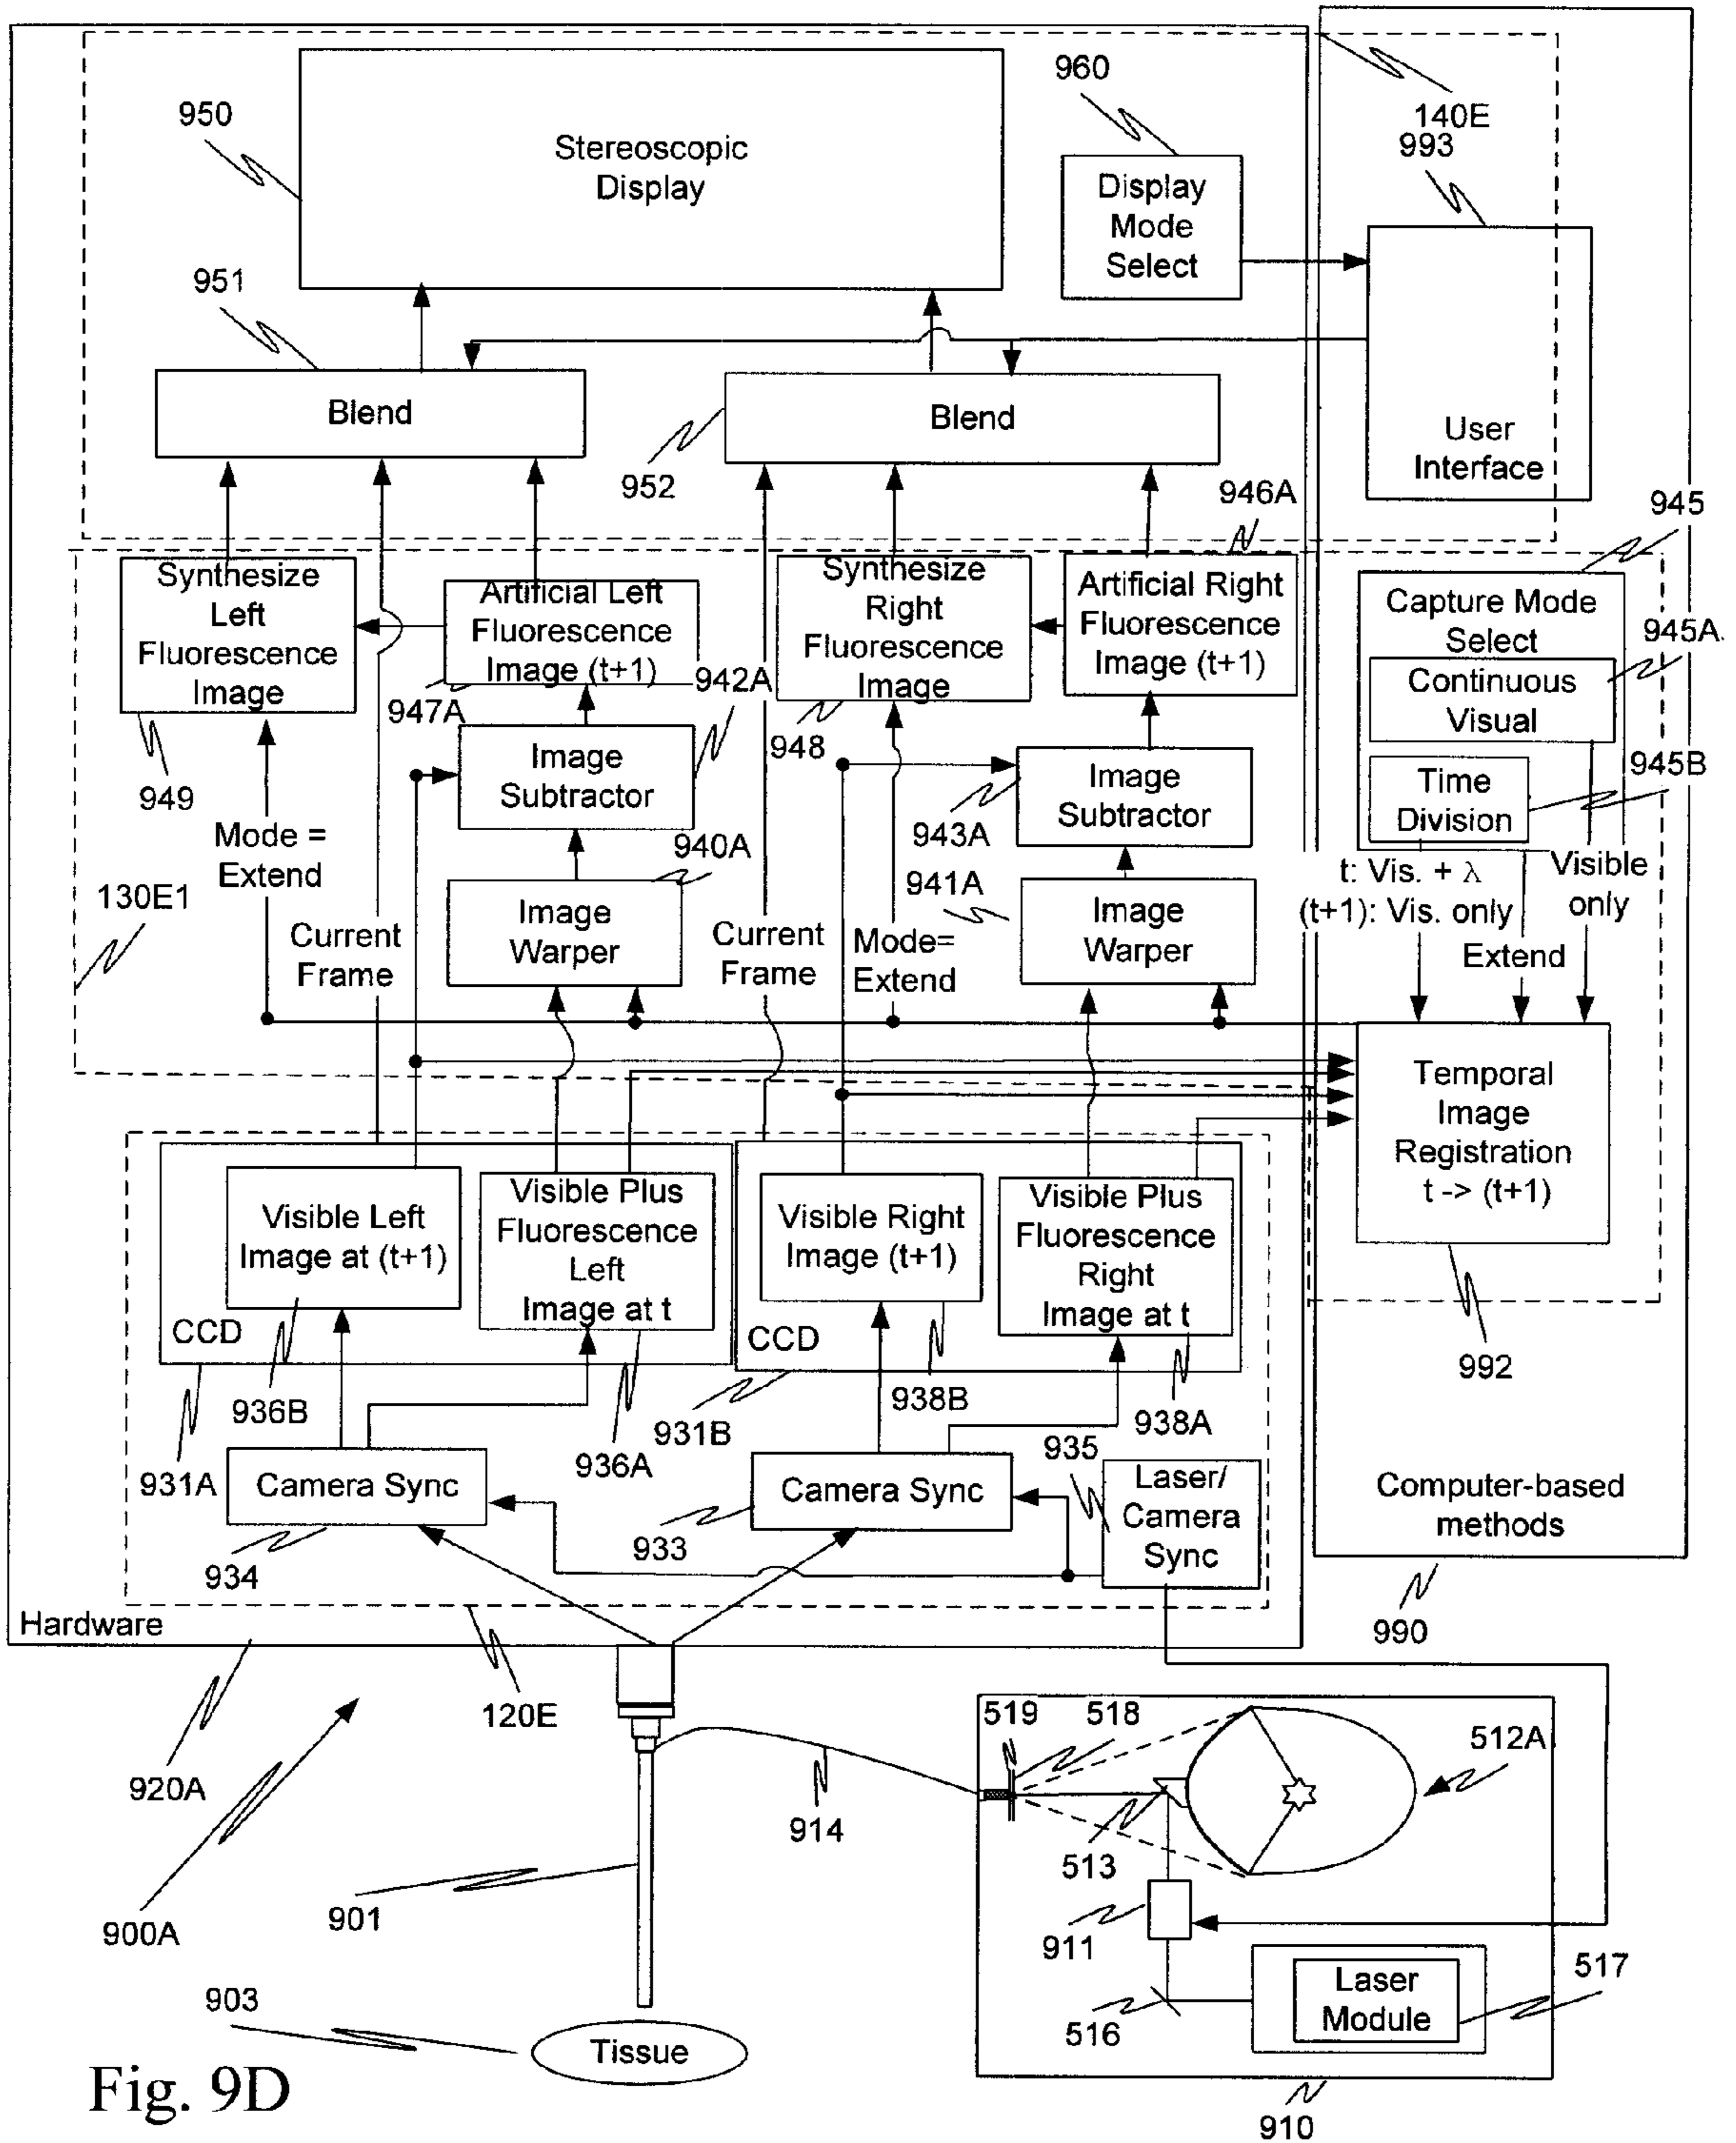 960
950
140E
993
Stereoscopic
Display
Display
Mode
Select
951
Blend
Blend
952
User
Interface
946A
945
Synthesize
Left
Fluorescence
Image
Artificial Left
Fluorescence
Image (t+1)
Synthesize
Right
Fluorescence
Image
Artificial Right
Fluorescence
Image (t+1)
Capture Mode
Select
945A.
Continuous
Visual
947A
942A
948
949
Image
Subtractor
Image
Subtractor
945B
Time
Division
943A
Mode =
Extend
940A
941A
t: Vis. + λ
(t+1): Vis. only
Visible
only
Extend
130E1
Current
Frame
Image
Warper
Current
Frame
Mode=
Extend
Image
Warper
Temporal
Image
Registration
t -> (t+1)
Visible Left
Image at (t+1)
Visible Plus
Fluorescence
Left
Image at t
Visible Right
Image (t+1)
Visible Plus
Fluorescence
Right
Image at t
CCD
CCD
992
936B
938B
938A
931A
936A
931B
935
Camera Sync
Camera Sync
Laser/
Camera
Sync
Computer-based
methods
934
933
Hardware
990
120E
920A
519
518
512A
914
513
901
900A
911
517
Laser
Module
516
903
Tissue
910
Fig. 9D